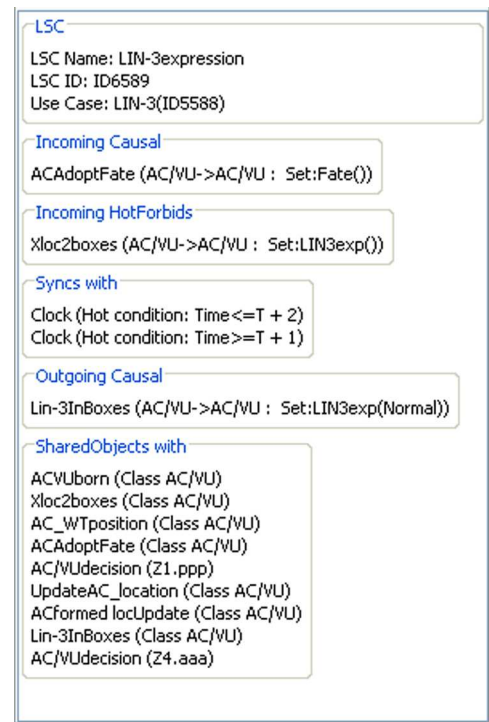 LSC
LSC Name: LIN-3expression
LSC ID: ID6589
Use Case: LIN-3(ID5588)
Incoming Causal
ACAdoptFate (AC/VU->AC/VU : Set:Fate())
Incoming HotForbids
Xloc2boxes (AC/VU->AC/VU : Set:LIN3exp())
Syncs with
Clock (Hot condition: Time<=T + 2)
Clock (Hot condition: Time>=T + 1)
Outgoing Causal
Lin-3InBoxes (AC/VU->AC/VU : Set:LIN3exp(Normal))
SharedObjects with
ACVUborn (Class AC/VU)
Xloc2boxes (Class AC/VU)
AC_WTposition (Class AC/VU)
ACAdoptFate (Class AC/VU)
AC/VUdecision (Z1.ppp)
UpdateAC_location (Class AC/VU)
ACformed locUpdate (Class AC/VU)
Lin-3InBoxes (Class AC/VU)
AC/VUdecision (Z4.aaa)